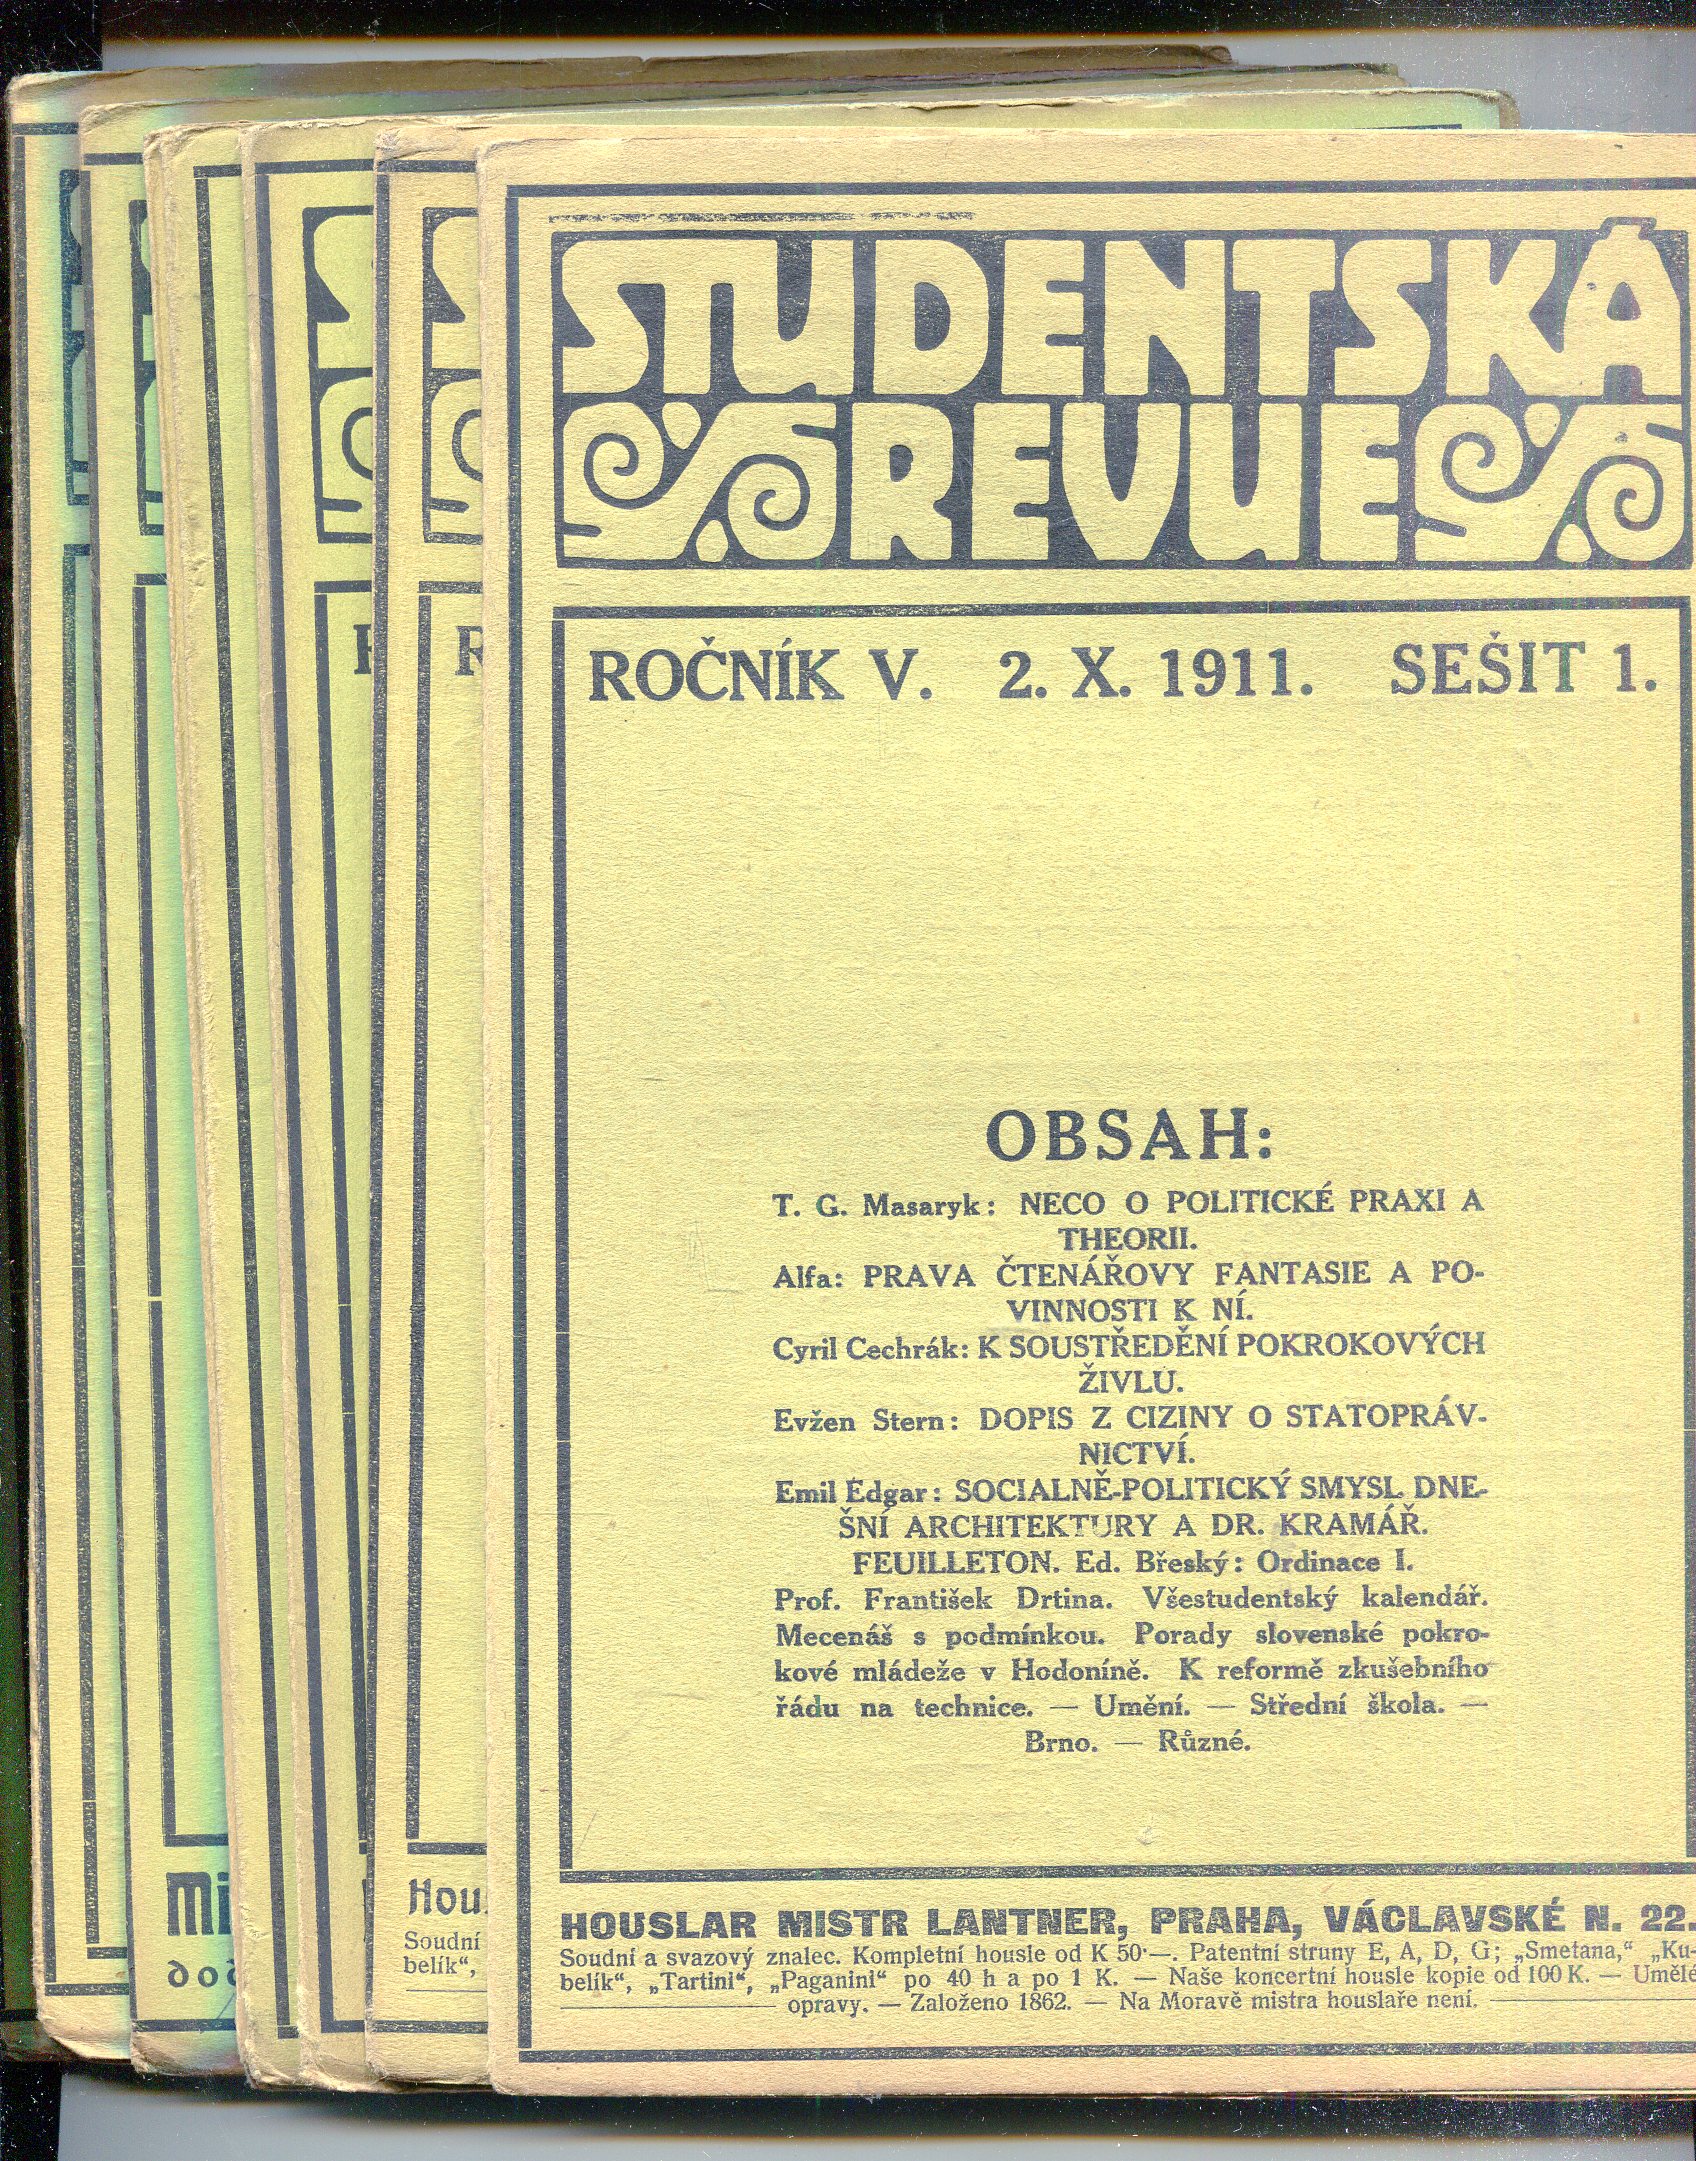 STUDENTSKÁ
REVUE
ROČNÍK V. 2. X. 1911. SEŠIT 1.
OBSAH:
T. G. Masaryk: NECO O POLITICKÉ PRAXI A
THEORII.
Alfa: PRAVA ČTENÁŘOVY FANTASIE A PO-
VINNOSTI K NÍ.
Cyril Cechrák: K SOUSTŘEDĚNÍ POKROKOVÝCH
ŽIVLU.
Evžen Stern: DOPIS Z CIZINY O STATOPRÁV-
NICTVÍ.
Emil Edgar: SOCIALNĚ-POLITICKÝ SMYSL DNE-
ŠNÍ ARCHITEKTURY A DR. KRAMÁŘ.
FEUILLETON. Ed. Břeský: Ordinace I.
Prof. František Drtina. Všestudentský kalendář.
Mecenáš s podmínkou. Porady slovenské pokro-
kové mládeže v Hodoníně. K reformě zkušebního
řádu na technice. — Umění. — Střední škola. —
Brno. — Různé.
HOUSLAR MISTR LANTNER, PRAHA, VÁCLAVSKÉ N. 22.
Soudní a svazový znalec. Kompletní housle od K 50·—. Patentní struny E, A, D, G; „Smetana,“ „Ku-
belík“, „Tartini“, „Paganini“ po 40 h a po 1 K. — Naše koncertní housle kopie od 100 K. — Umělé
opravy. — Založeno 1862. — Na Moravě mistra houslaře není.
R
R
Mi
dod
Hou
Soudní
belík“,